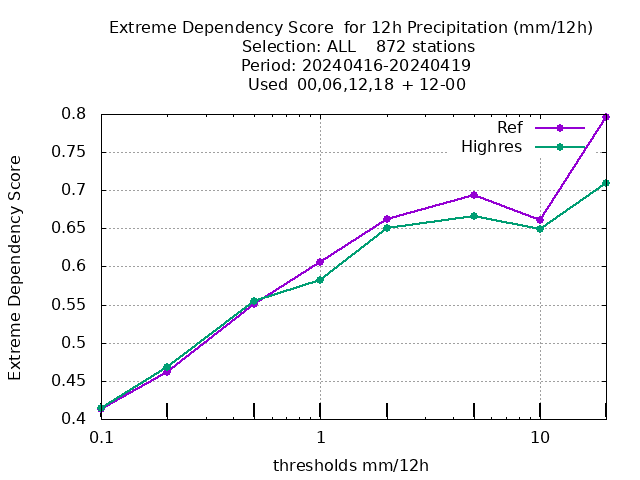 Extreme Dependency Score  for 12h Precipitation (mm/12h)
Selection: ALL    872 stations
Period: 20240416-20240419
Used  00,06,12,18  + 12-00
Ref
Highres
0.8
0.75
0.7
0.65
0.6
0.55
0.5
0.45
0.4
Extreme Dependency Score
0.1
1
10
thresholds mm/12h